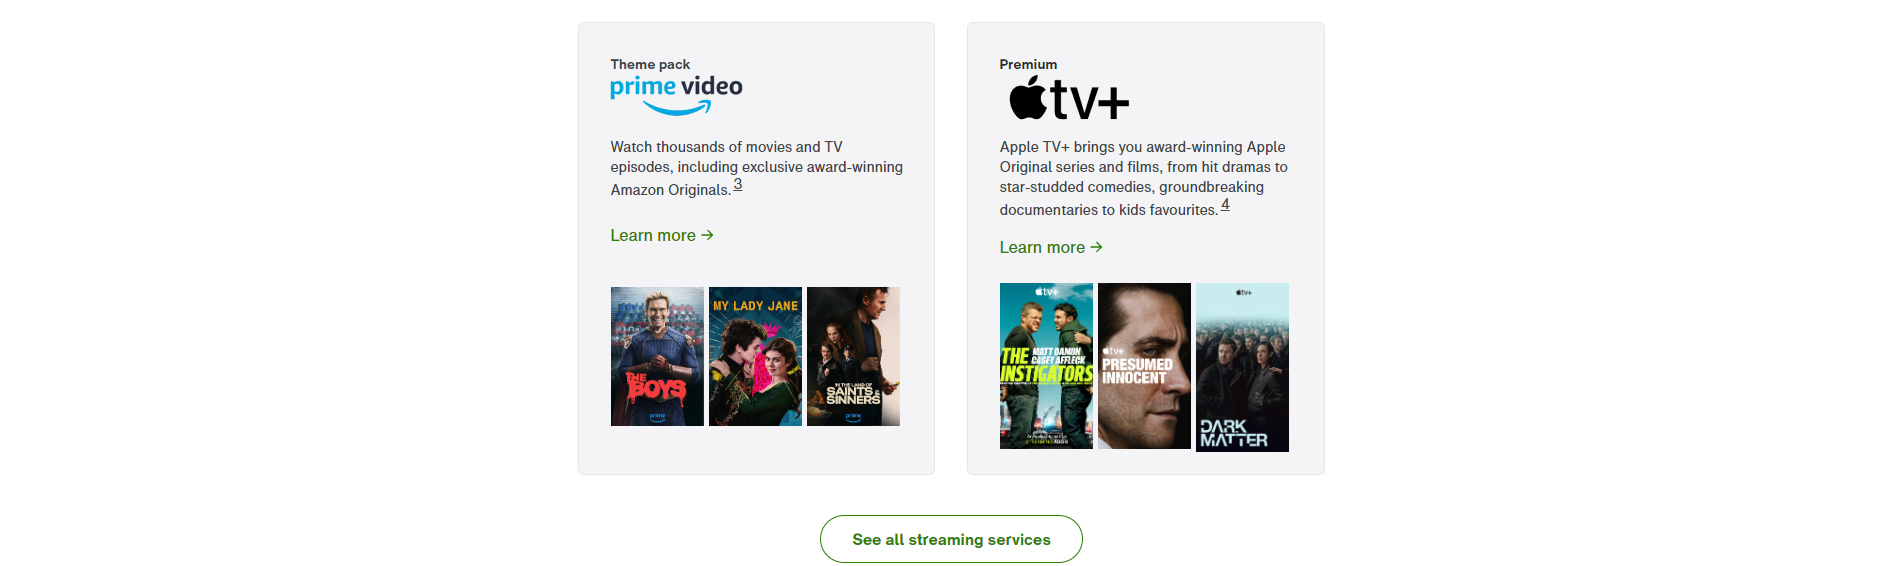 Theme pack
prime video
Watch thousands of movies and TV
episodes, including exclusive award-winning
Amazon Originals. 3
Learn more →
THE
BOYS
prime
MY LADY JANE
IN THE LAND OF
SAINTS &
SINNERS
prime
Premium
tv+
Apple TV+ brings you award-winning Apple
Original series and films, from hit dramas to
star-studded comedies, groundbreaking
documentaries to kids favourites. 4
Learn more →
tv+
MATT DAMON
CASEY AFFLECK
THE
INSTIGATORS
tv+
PRESUMED
INNOCENT
tv+
DARK
MATTER
See all streaming services